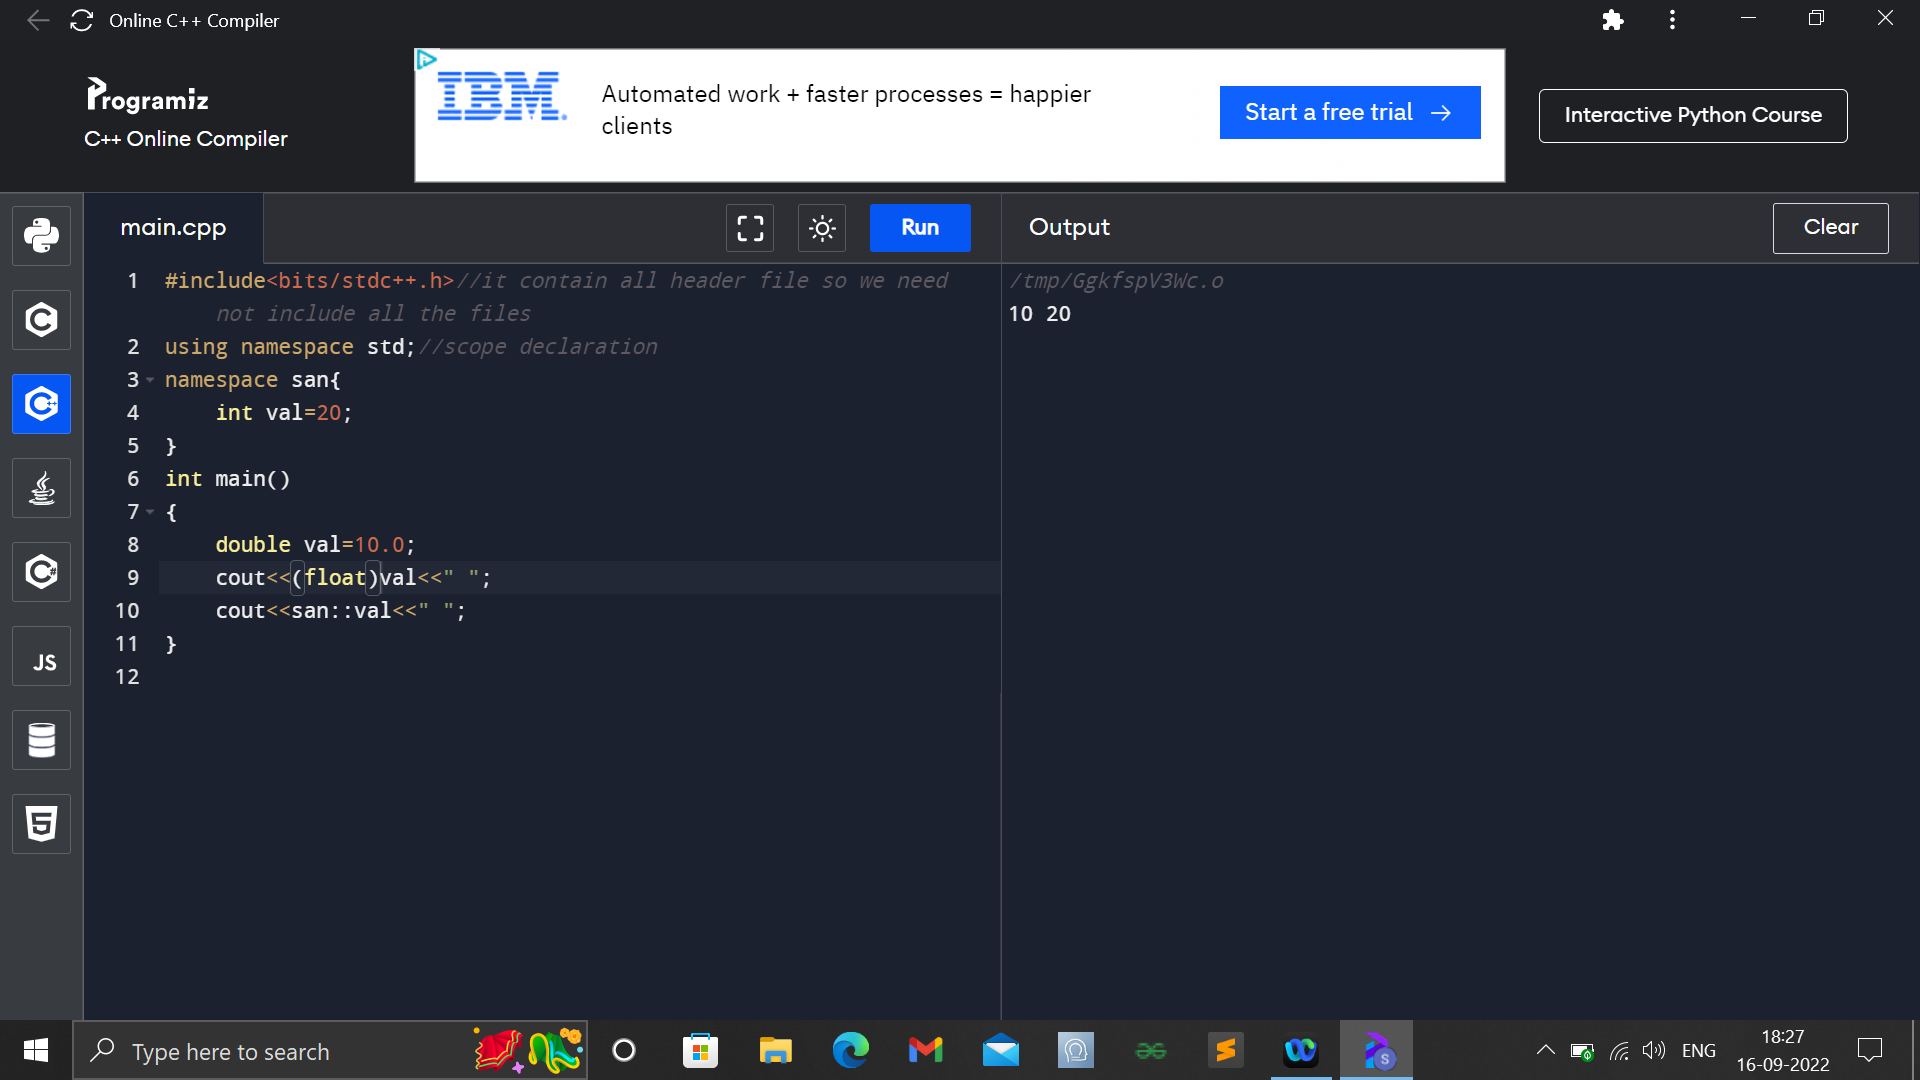 Online C++ Compiler
Programiz
C++ Online Compiler
IBM.
Automated work + faster processes = happier
clients
Start a free trial →
Interactive Python Course
main.cpp
Run
Output
Clear
1 #include<bits/stdc++.h>//it contain all header file so we need
not include all the files
2 using namespace std;//scope declaration
3 namespace san{
4 int val=20;
5 }
6 int main()
7 {
8 double val=10.0;
9 cout<<(float)val<<" ";
10 cout<<san::val<<" ";
11 }
12
/tmp/GgkfspV3Wc.o
10 20
JS
Type here to search
S
ENG
18:27
16-09-2022